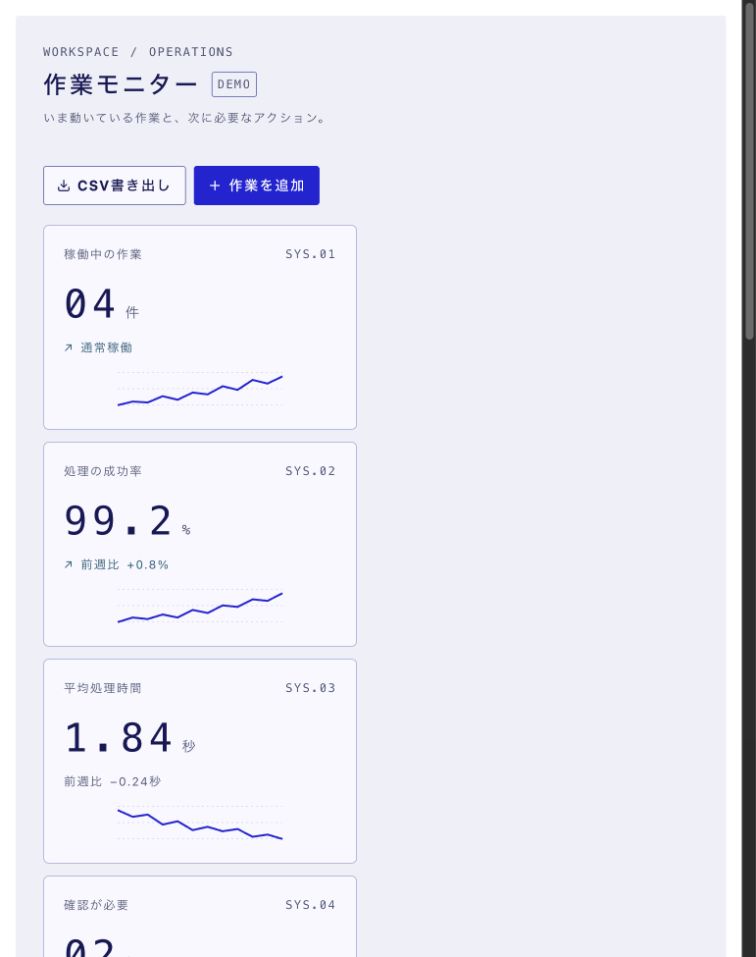 WORKSPACE / OPERATIONS
作業モニター DEMO
いま動いている作業と、次に必要なアクション。
CSV書き出し
+ 作業を追加
稼働中の作業 SYS.01
04 件
↗ 通常稼働
処理の成功率 SYS.02
99.2 %
↗ 前週比 +0.8%
平均処理時間 SYS.03
1.84 秒
前週比 −0.24秒
確認が必要 SYS.04
02